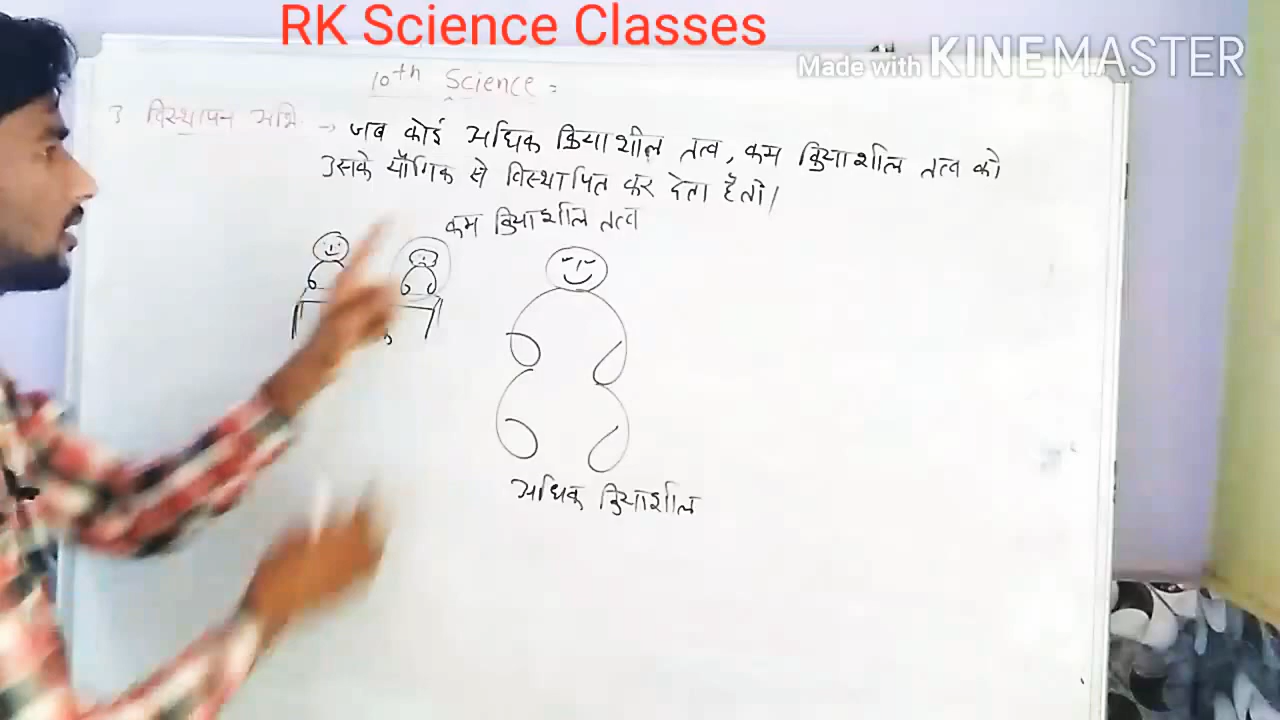 RK Science Classes
Made with KINEMASTER
10th Science :
3 विस्थापन अभि. → जब कोई अधिक क्रियाशील तत्व, कम क्रियाशील तत्व को
उसके यौगिक से विस्थापित कर देता है तो।
कम क्रियाशील तत्व
अधिक क्रियाशील